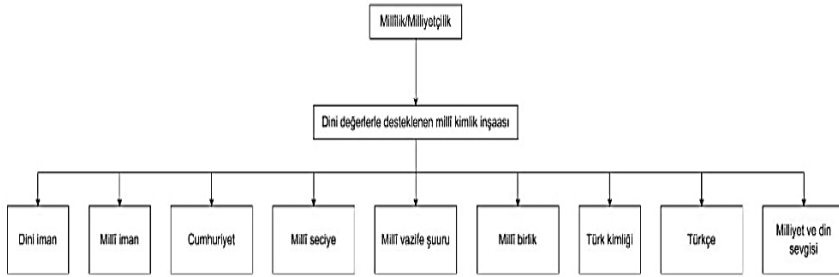 Millîlik/Milliyetçilik
Dini değerlerle desteklenen millî kimlik inşaası
Dini iman
Millî iman
Cumhuriyet
Millî seciye
Millî vazife şuuru
Millî birlik
Türk kimliği
Türkçe
Milliyet ve din
sevgisi